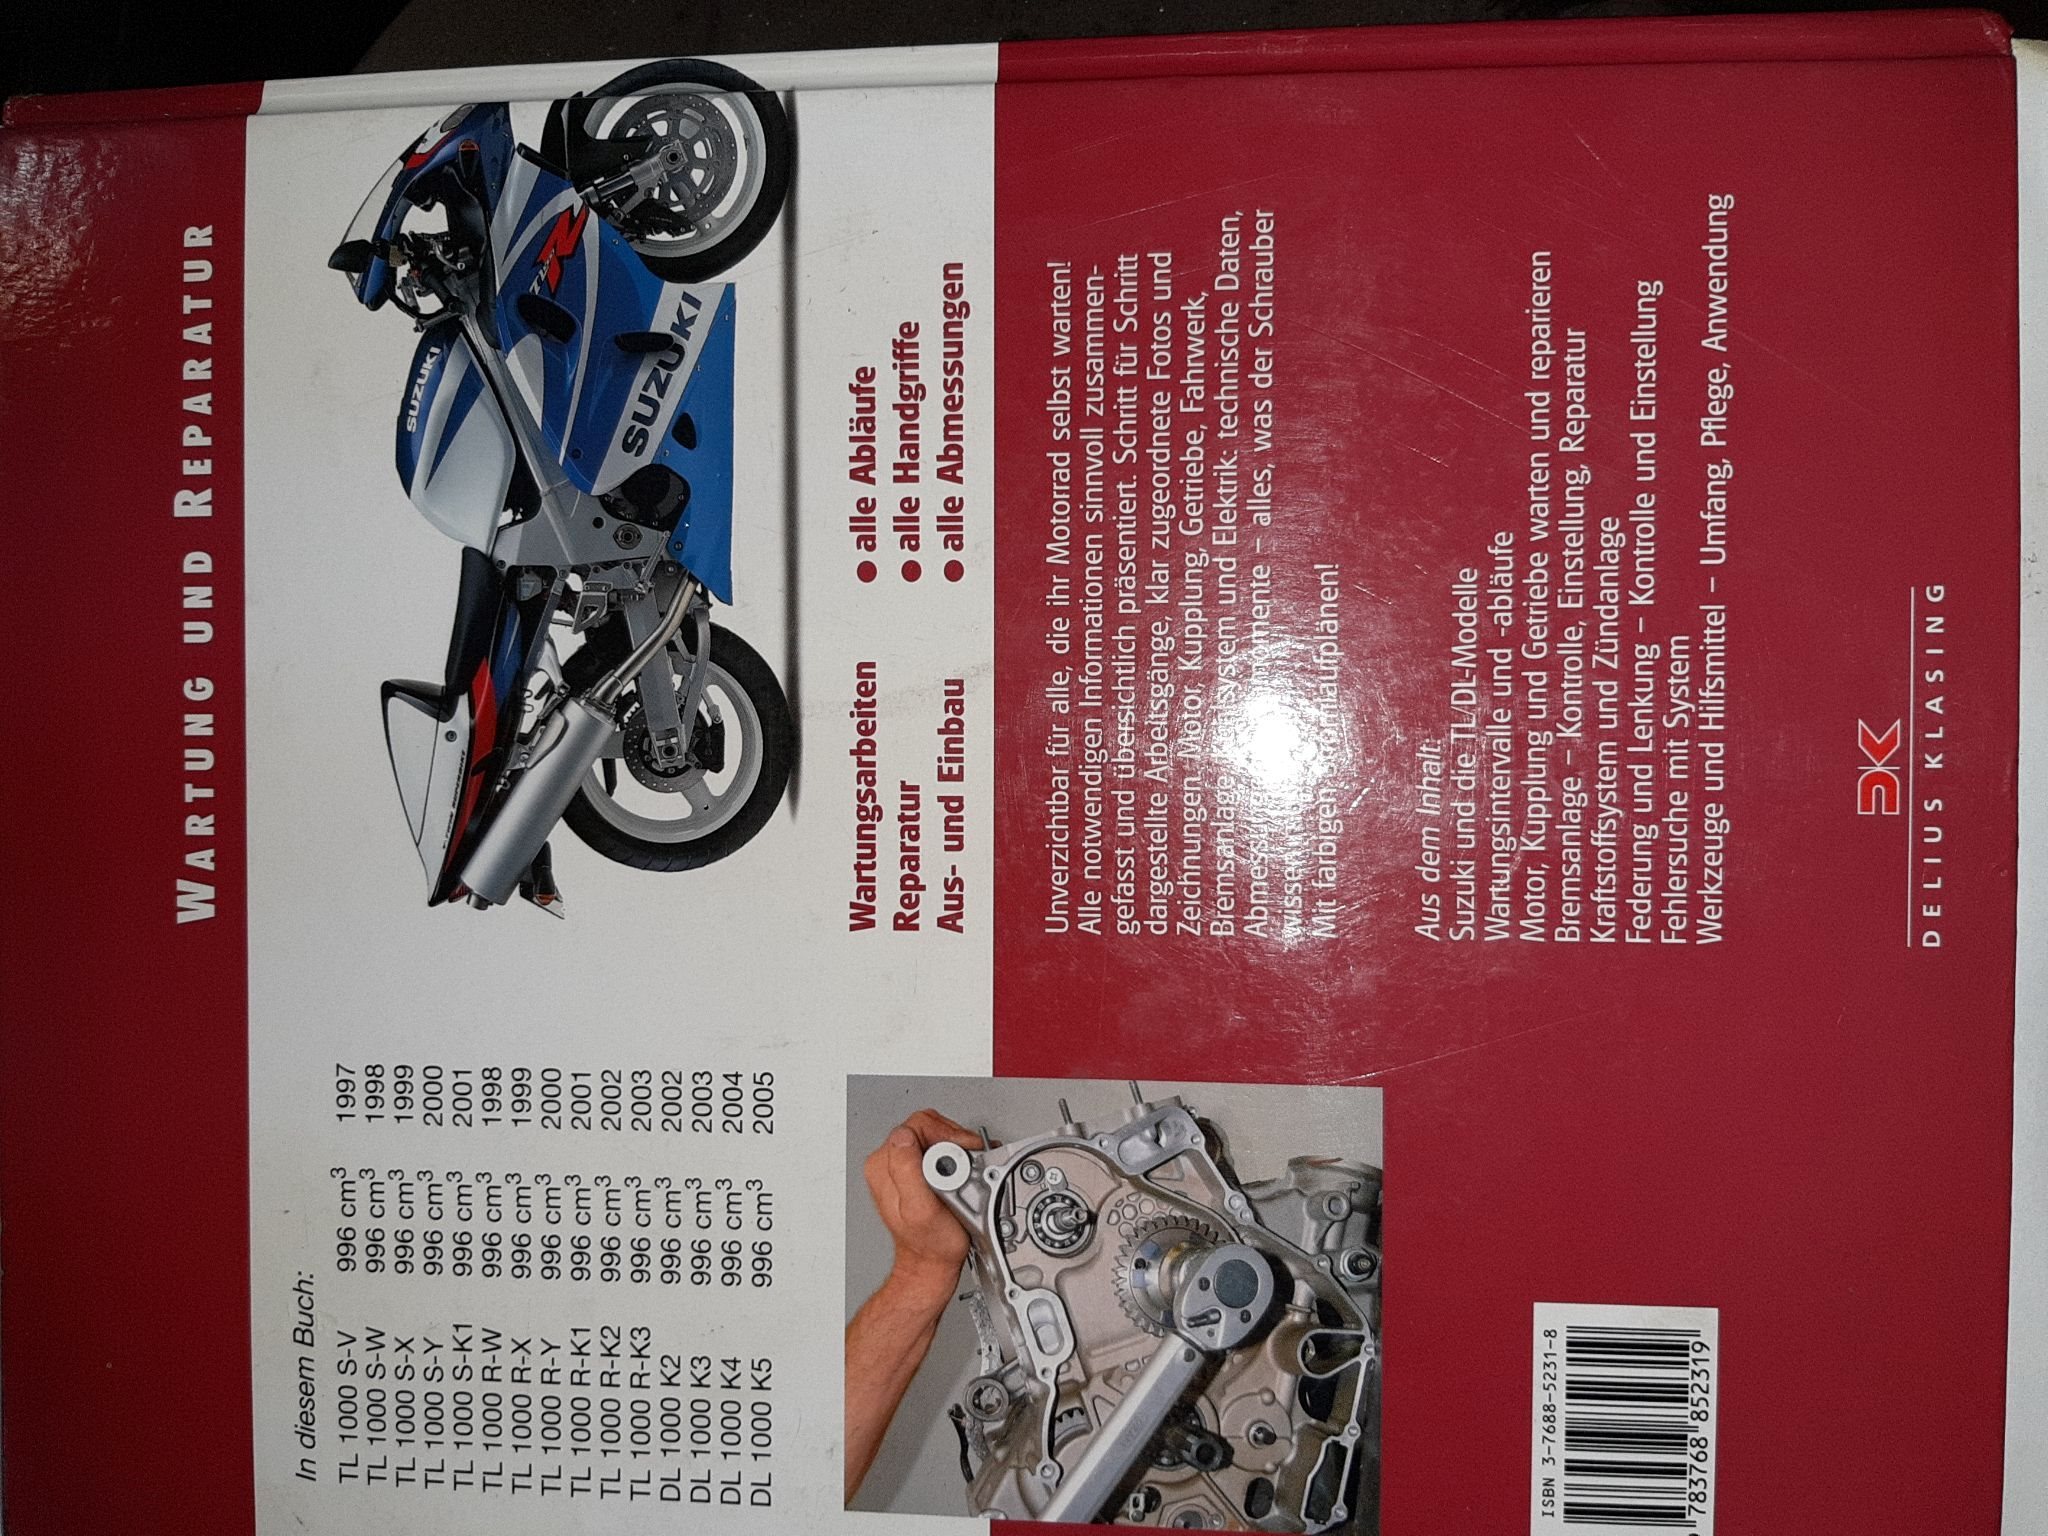 WARTUNG UND REPARATUR
In diesem Buch:
TL 1000 S-V 996 cm³ 1997
TL 1000 S-W 996 cm³ 1998
TL 1000 S-X 996 cm³ 1999
TL 1000 S-Y 996 cm³ 2000
TL 1000 S-K1 996 cm³ 2001
TL 1000 R-W 996 cm³ 1998
TL 1000 R-X 996 cm³ 1999
TL 1000 R-Y 996 cm³ 2000
TL 1000 R-K1 996 cm³ 2001
TL 1000 R-K2 996 cm³ 2002
TL 1000 R-K3 996 cm³ 2003
DL 1000 K2 996 cm³ 2002
DL 1000 K3 996 cm³ 2003
DL 1000 K4 996 cm³ 2004
DL 1000 K5 996 cm³ 2005
SUZUKI
SUZUKI
R
Wartungsarbeiten ● alle Abläufe
Reparatur ● alle Handgriffe
Aus- und Einbau ● alle Abmessungen
Unverzichtbar für alle, die ihr Motorrad selbst warten!
Alle notwendigen Informationen sinnvoll zusammen-
gefasst und übersichtlich präsentiert. Schritt für Schritt
dargestellte Arbeitsgänge, klar zugeordnete Fotos und
Zeichnungen. Motor, Kupplung, Getriebe, Fahrwerk,
Bremsanlage, und Elektrik: technische Daten,
– alles, was der Schrauber
Mit farbigen
Aus dem Inhalt:
Suzuki und die TL/DL-Modelle
Wartungsintervalle und -abläufe
Motor, Kupplung und Getriebe warten und reparieren
Bremsanlage – Kontrolle, Einstellung, Reparatur
Kraftstoffsystem und Zündanlage
Federung und Lenkung – Kontrolle und Einstellung
Fehlersuche mit System
Werkzeuge und Hilfsmittel – Umfang, Pflege, Anwendung
ISBN 3-7688-5231-8
783768 852319
DK
DELIUS KLASING